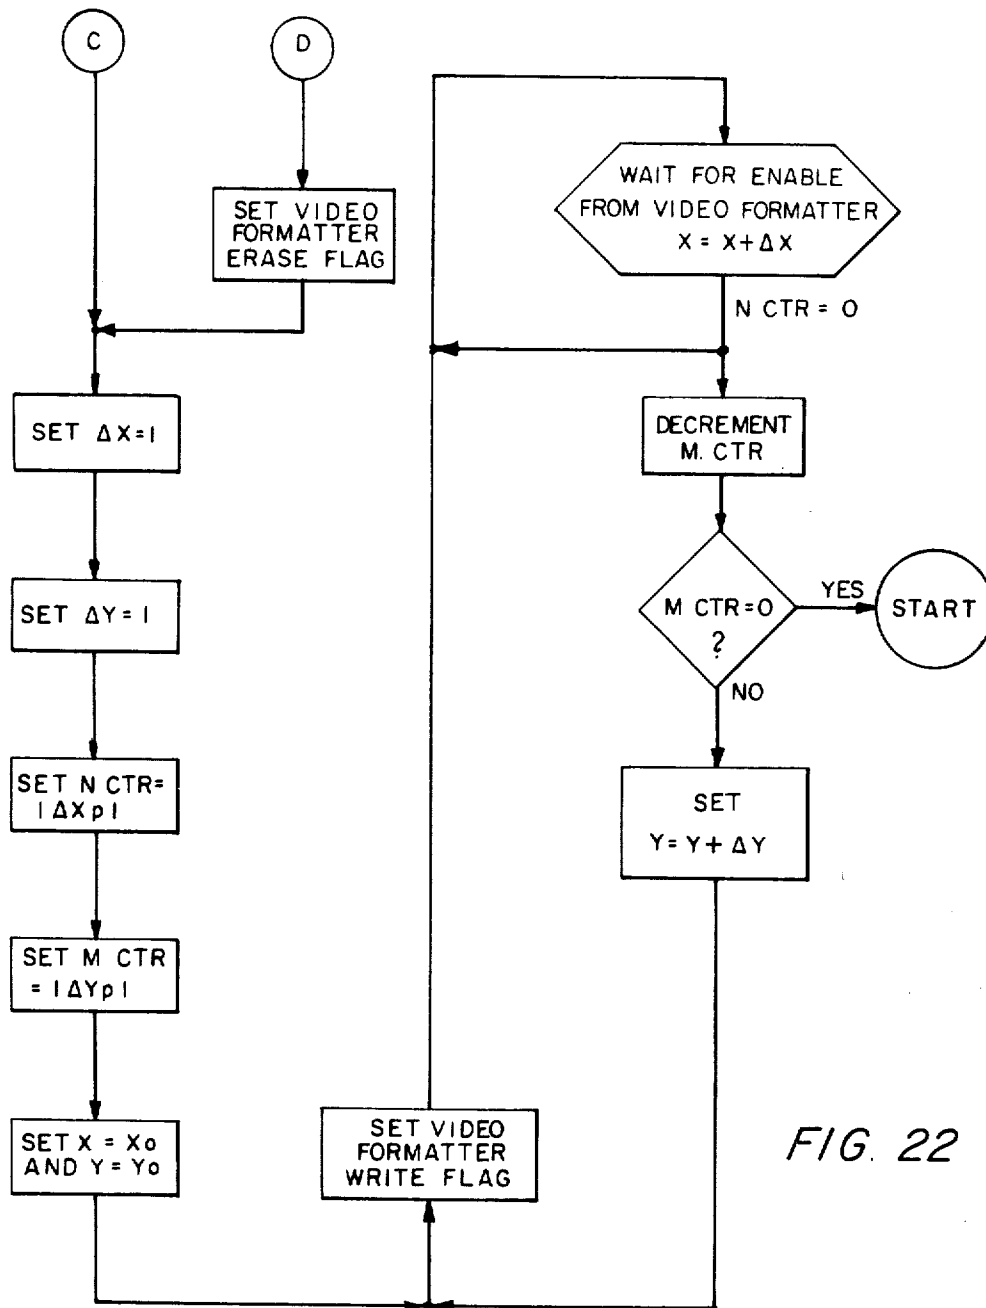 C
D
SET VIDEO
FORMATTER
ERASE FLAG
SET ΔX=1
SET ΔY=1
SET N CTR=
|ΔXp|
SET M CTR
=|ΔYp|
SET X = Xo
AND Y = Yo
SET VIDEO
FORMATTER
WRITE FLAG
WAIT FOR ENABLE
FROM VIDEO FORMATTER
X = X+ΔX
N CTR = 0
DECREMENT
M. CTR
M CTR=0
?
YES
START
NO
SET
Y=Y+ ΔY
FIG. 22